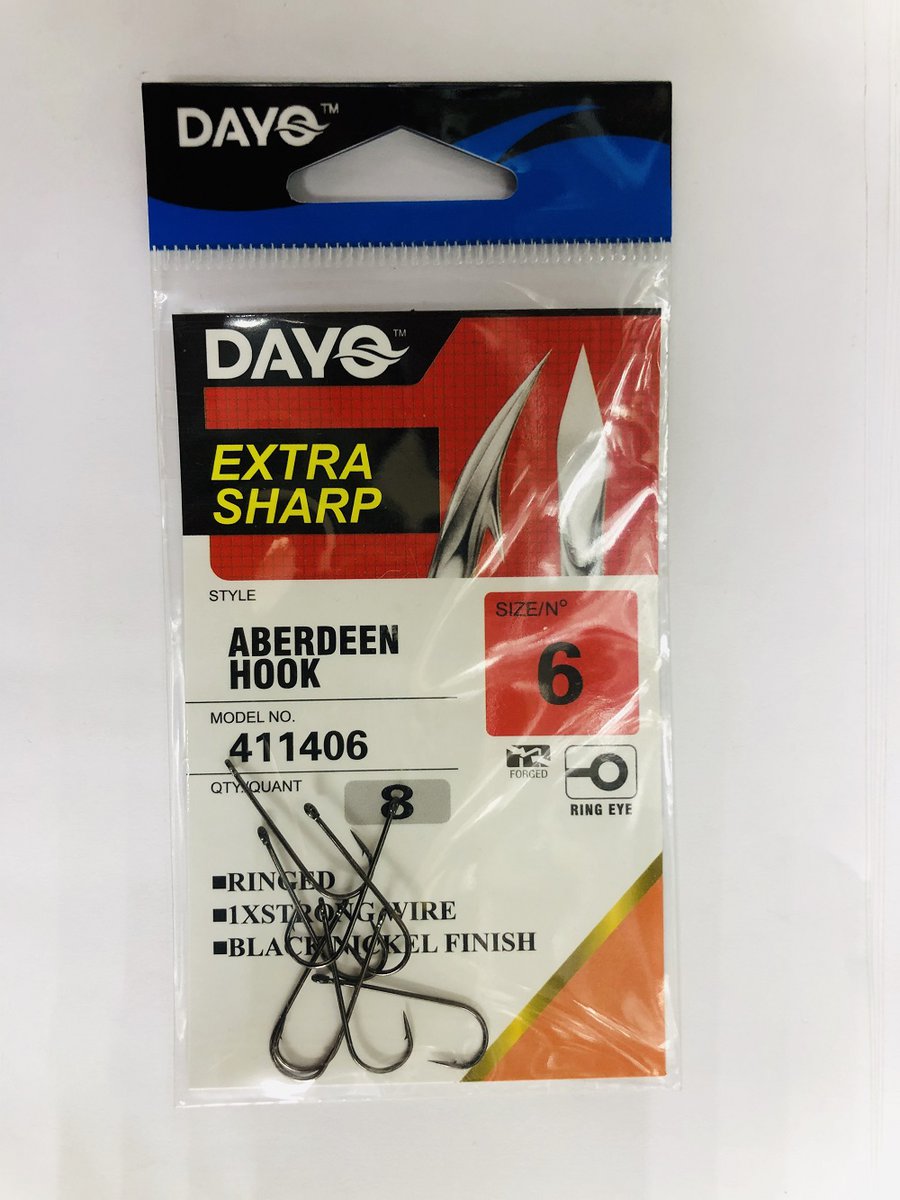 DAYO™
DAYO™
EXTRA
SHARP
STYLE
ABERDEEN
HOOK
SIZE/Nº
6
MODEL NO.
411406
FORGED
RING EYE
QTY./QUANT
8
■RINGED
■1XSTRONG WIRE
■BLACK NICKEL FINISH